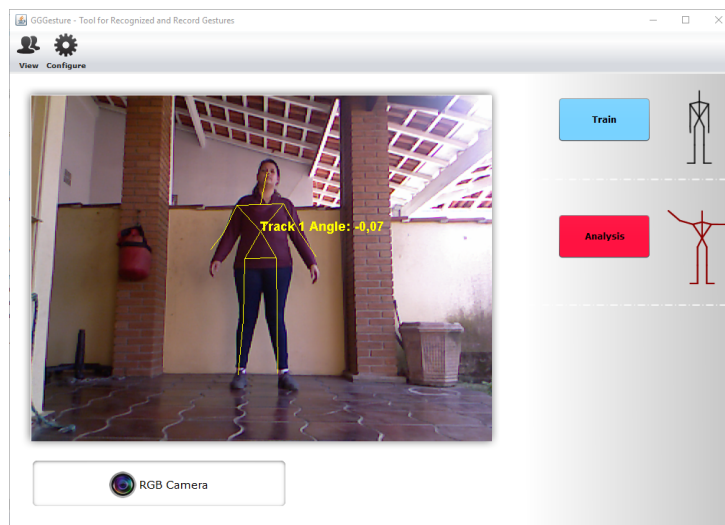 GGGesture - Tool for Recognized and Record Gestures
View Configure
Train
Track 1 Angle: -0,07
Analysis
RGB Camera